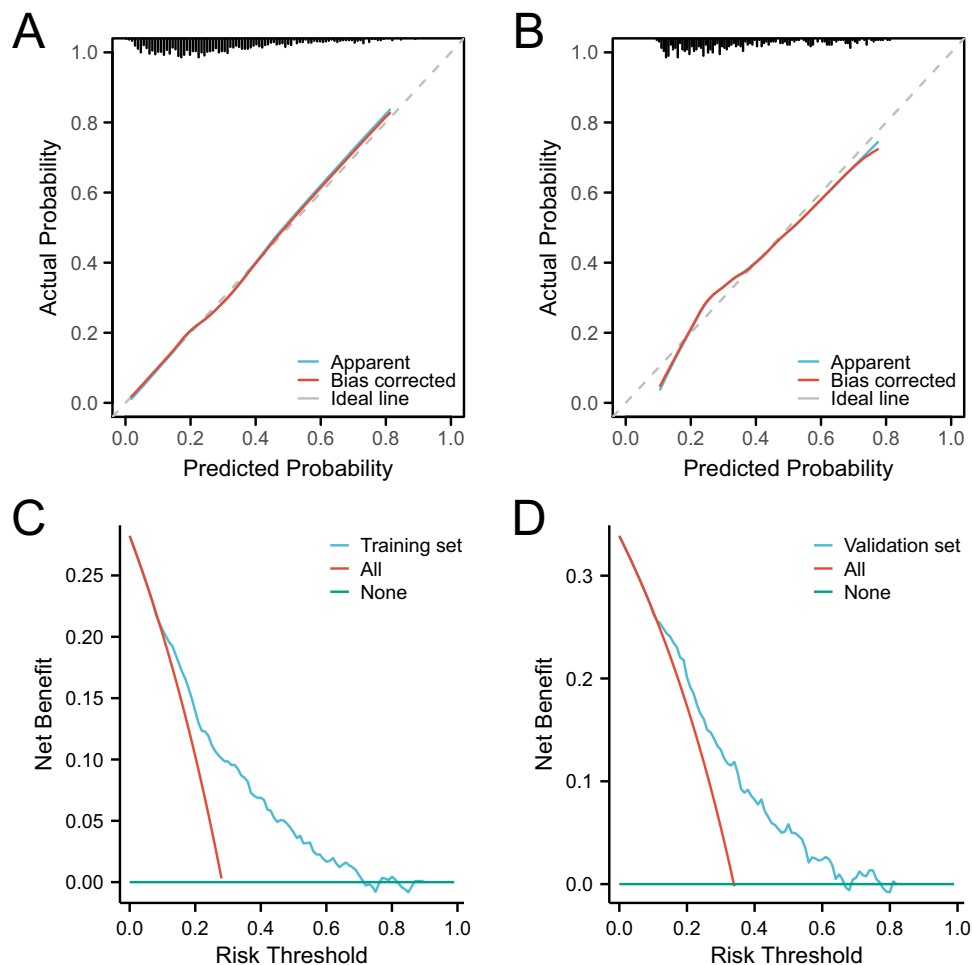 A
1.0
0.8
0.6
0.4
0.2
0.0
Actual Probability
Apparent
Bias corrected
Ideal line
0.0 0.2 0.4 0.6 0.8 1.0
Predicted Probability
B
1.0
0.8
0.6
0.4
0.2
0.0
Actual Probability
Apparent
Bias corrected
Ideal line
0.0 0.2 0.4 0.6 0.8 1.0
Predicted Probability
C
0.25
0.20
0.15
0.10
0.05
0.00
Net Benefit
Training set
All
None
0.0 0.2 0.4 0.6 0.8 1.0
Risk Threshold
D
0.3
0.2
0.1
0.0
Net Benefit
Validation set
All
None
0.0 0.2 0.4 0.6 0.8 1.0
Risk Threshold